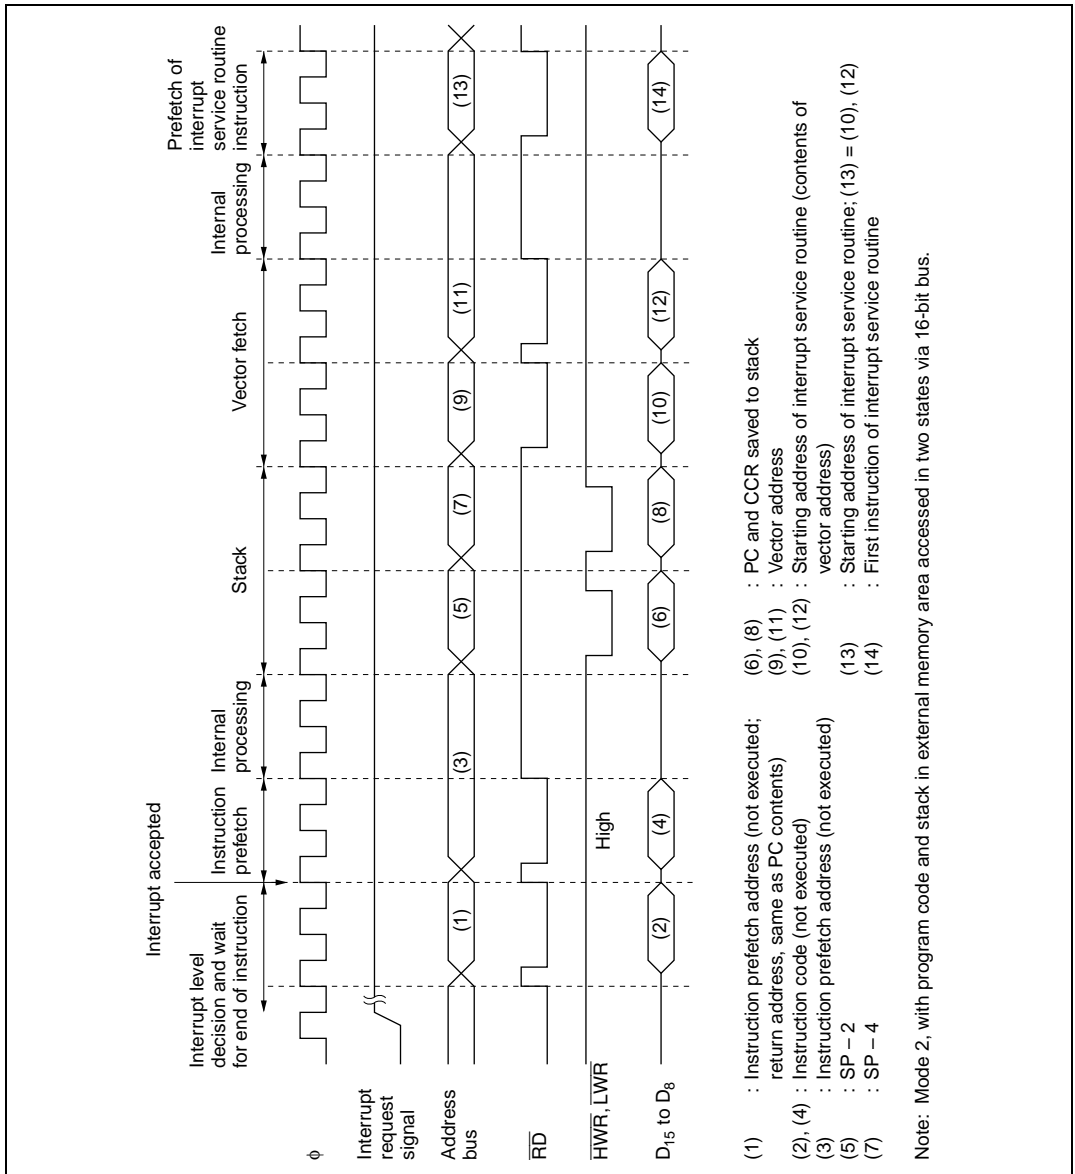 Interrupt accepted
Interrupt level
decision and wait
for end of instruction
Instruction
prefetch
Internal
processing
Stack
Vector fetch
Internal
processing
Prefetch of
interrupt
service routine
instruction
φ
Interrupt
request
signal
Address
bus
(1)
(3)
(5)
(7)
(9)
(11)
(13)
RD
HWR, LWR
High
D15 to D8
(2)
(4)
(6)
(8)
(10)
(12)
(14)
(1) : Instruction prefetch address (not executed;
return address, same as PC contents)
(2), (4) : Instruction code (not executed)
(3) : Instruction prefetch address (not executed)
(5) : SP – 2
(7) : SP – 4
(6), (8) : PC and CCR saved to stack
(9), (11) : Vector address
(10), (12) : Starting address of interrupt service routine (contents of
vector address)
(13) : Starting address of interrupt service routine; (13) = (10), (12)
(14) : First instruction of interrupt service routine
Note: Mode 2, with program code and stack in external memory area accessed in two states via 16-bit bus.